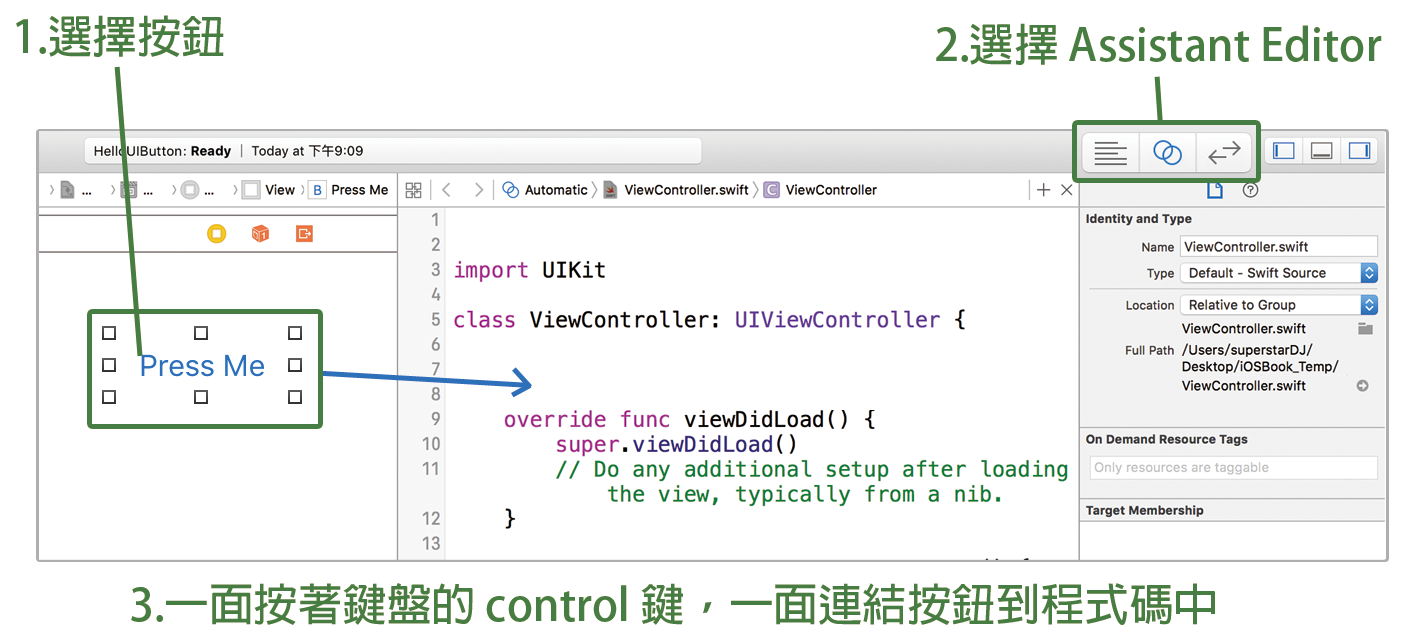 1.選擇按鈕
2.選擇 Assistant Editor
HelloUIButton: Ready | Today at 下午9:09
... ... ... View B Press Me
Automatic ViewController.swift C ViewController
Press Me
1
2
3 import UIKit
4
5 class ViewController: UIViewController {
6
7
8
9 override func viewDidLoad() {
10 super.viewDidLoad()
11 // Do any additional setup after loading
the view, typically from a nib.
12 }
13
Identity and Type
Name ViewController.swift
Type Default - Swift Source
Location Relative to Group
ViewController.swift
Full Path /Users/superstarDJ/
Desktop/iOSBook_Temp/
ViewController.swift
On Demand Resource Tags
Only resources are taggable
Target Membership
3.一面按著鍵盤的 control 鍵，一面連結按鈕到程式碼中